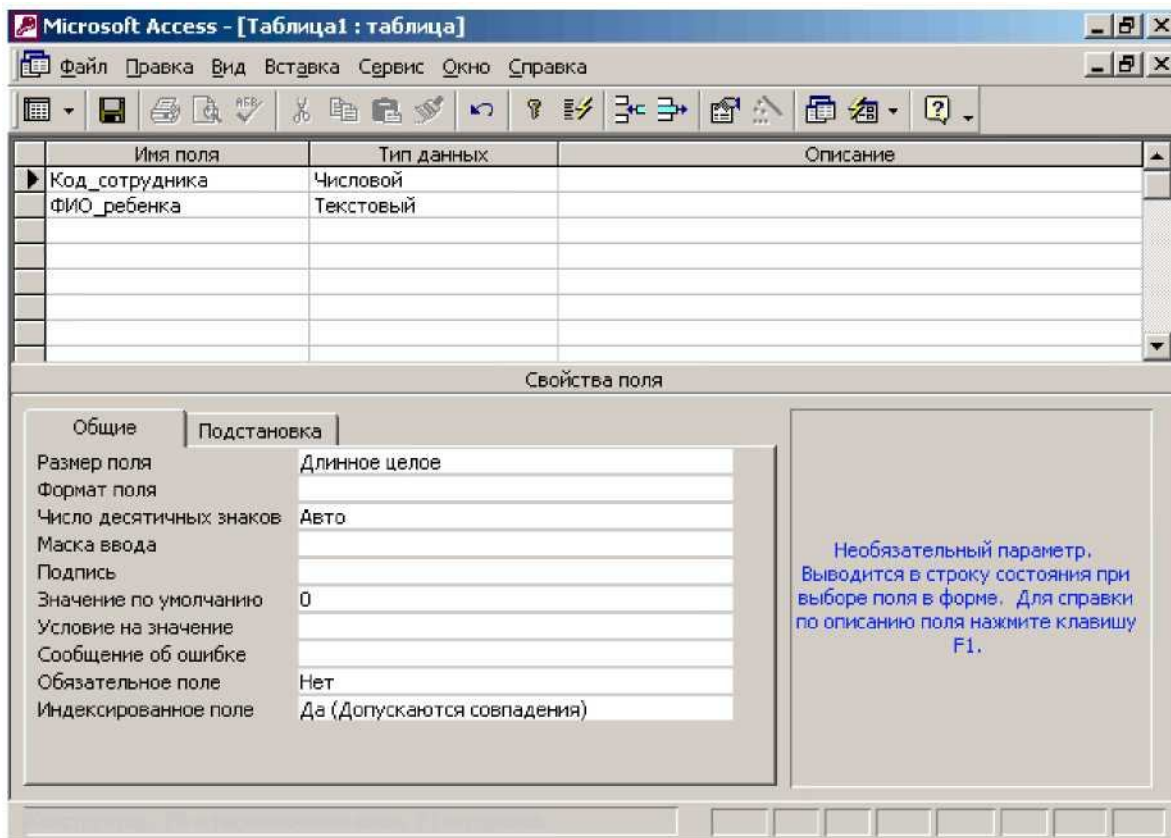 Microsoft Access - [Таблица1 : таблица]
Файл Правка Вид Вставка Сервис Окно Справка
Имя поля Тип данных Описание
Код_сотрудника Числовой
ФИО_ребенка Текстовый
Свойства поля
Общие Подстановка
Размер поля Длинное целое
Формат поля
Число десятичных знаков Авто
Маска ввода
Подпись
Значение по умолчанию 0
Условие на значение
Сообщение об ошибке
Обязательное поле Нет
Индексированное поле Да (Допускаются совпадения)
Необязательный параметр.
Выводится в строку состояния при
выборе поля в форме. Для справки
по описанию поля нажмите клавишу
F1.